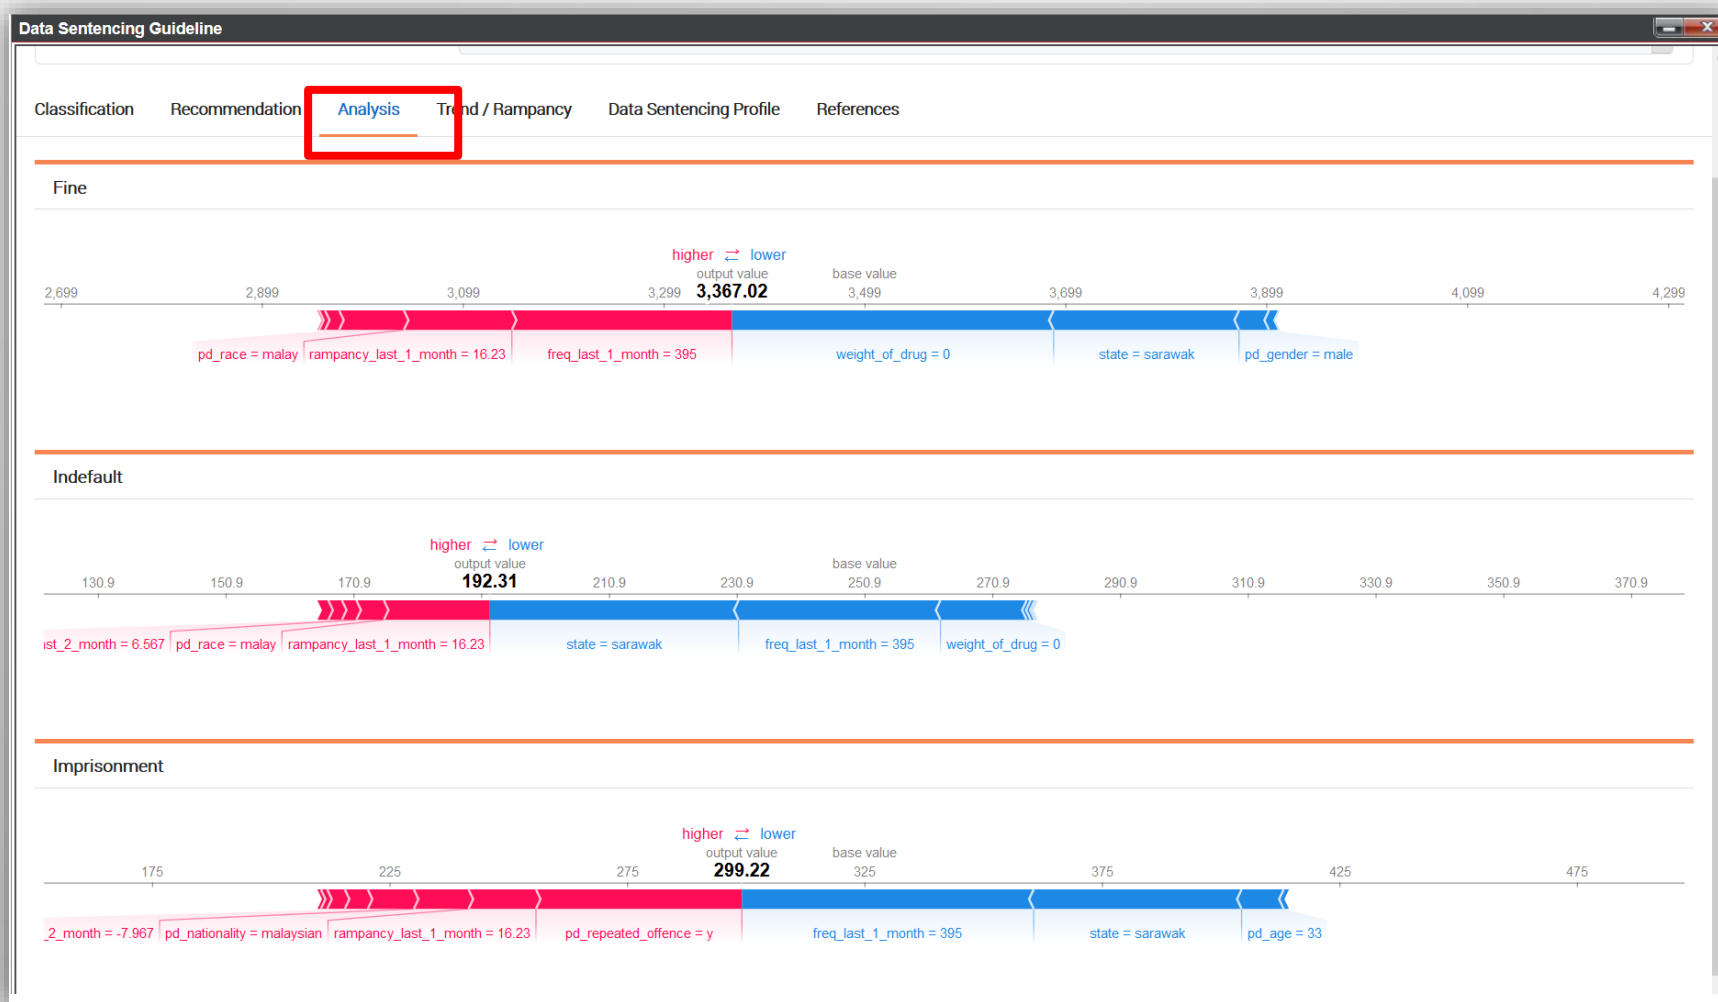 Data Sentencing Guideline
Classification Recommendation Analysis Trend / Rampancy Data Sentencing Profile References
Fine
higher ⇄ lower
output value base value
2,699 2,899 3,099 3,299 3,367.02 3,499 3,699 3,899 4,099 4,299
pd_race = malay rampancy_last_1_month = 16.23 freq_last_1_month = 395 weight_of_drug = 0 state = sarawak pd_gender = male
Indefault
higher ⇄ lower
output value base value
130.9 150.9 170.9 192.31 210.9 230.9 250.9 270.9 290.9 310.9 330.9 350.9 370.9
st_2_month = 6.567 pd_race = malay rampancy_last_1_month = 16.23 state = sarawak freq_last_1_month = 395 weight_of_drug = 0
Imprisonment
higher ⇄ lower
output value base value
175 225 275 299.22 325 375 425 475
_2_month = -7.967 pd_nationality = malaysian rampancy_last_1_month = 16.23 pd_repeated_offence = y freq_last_1_month = 395 state = sarawak pd_age = 33